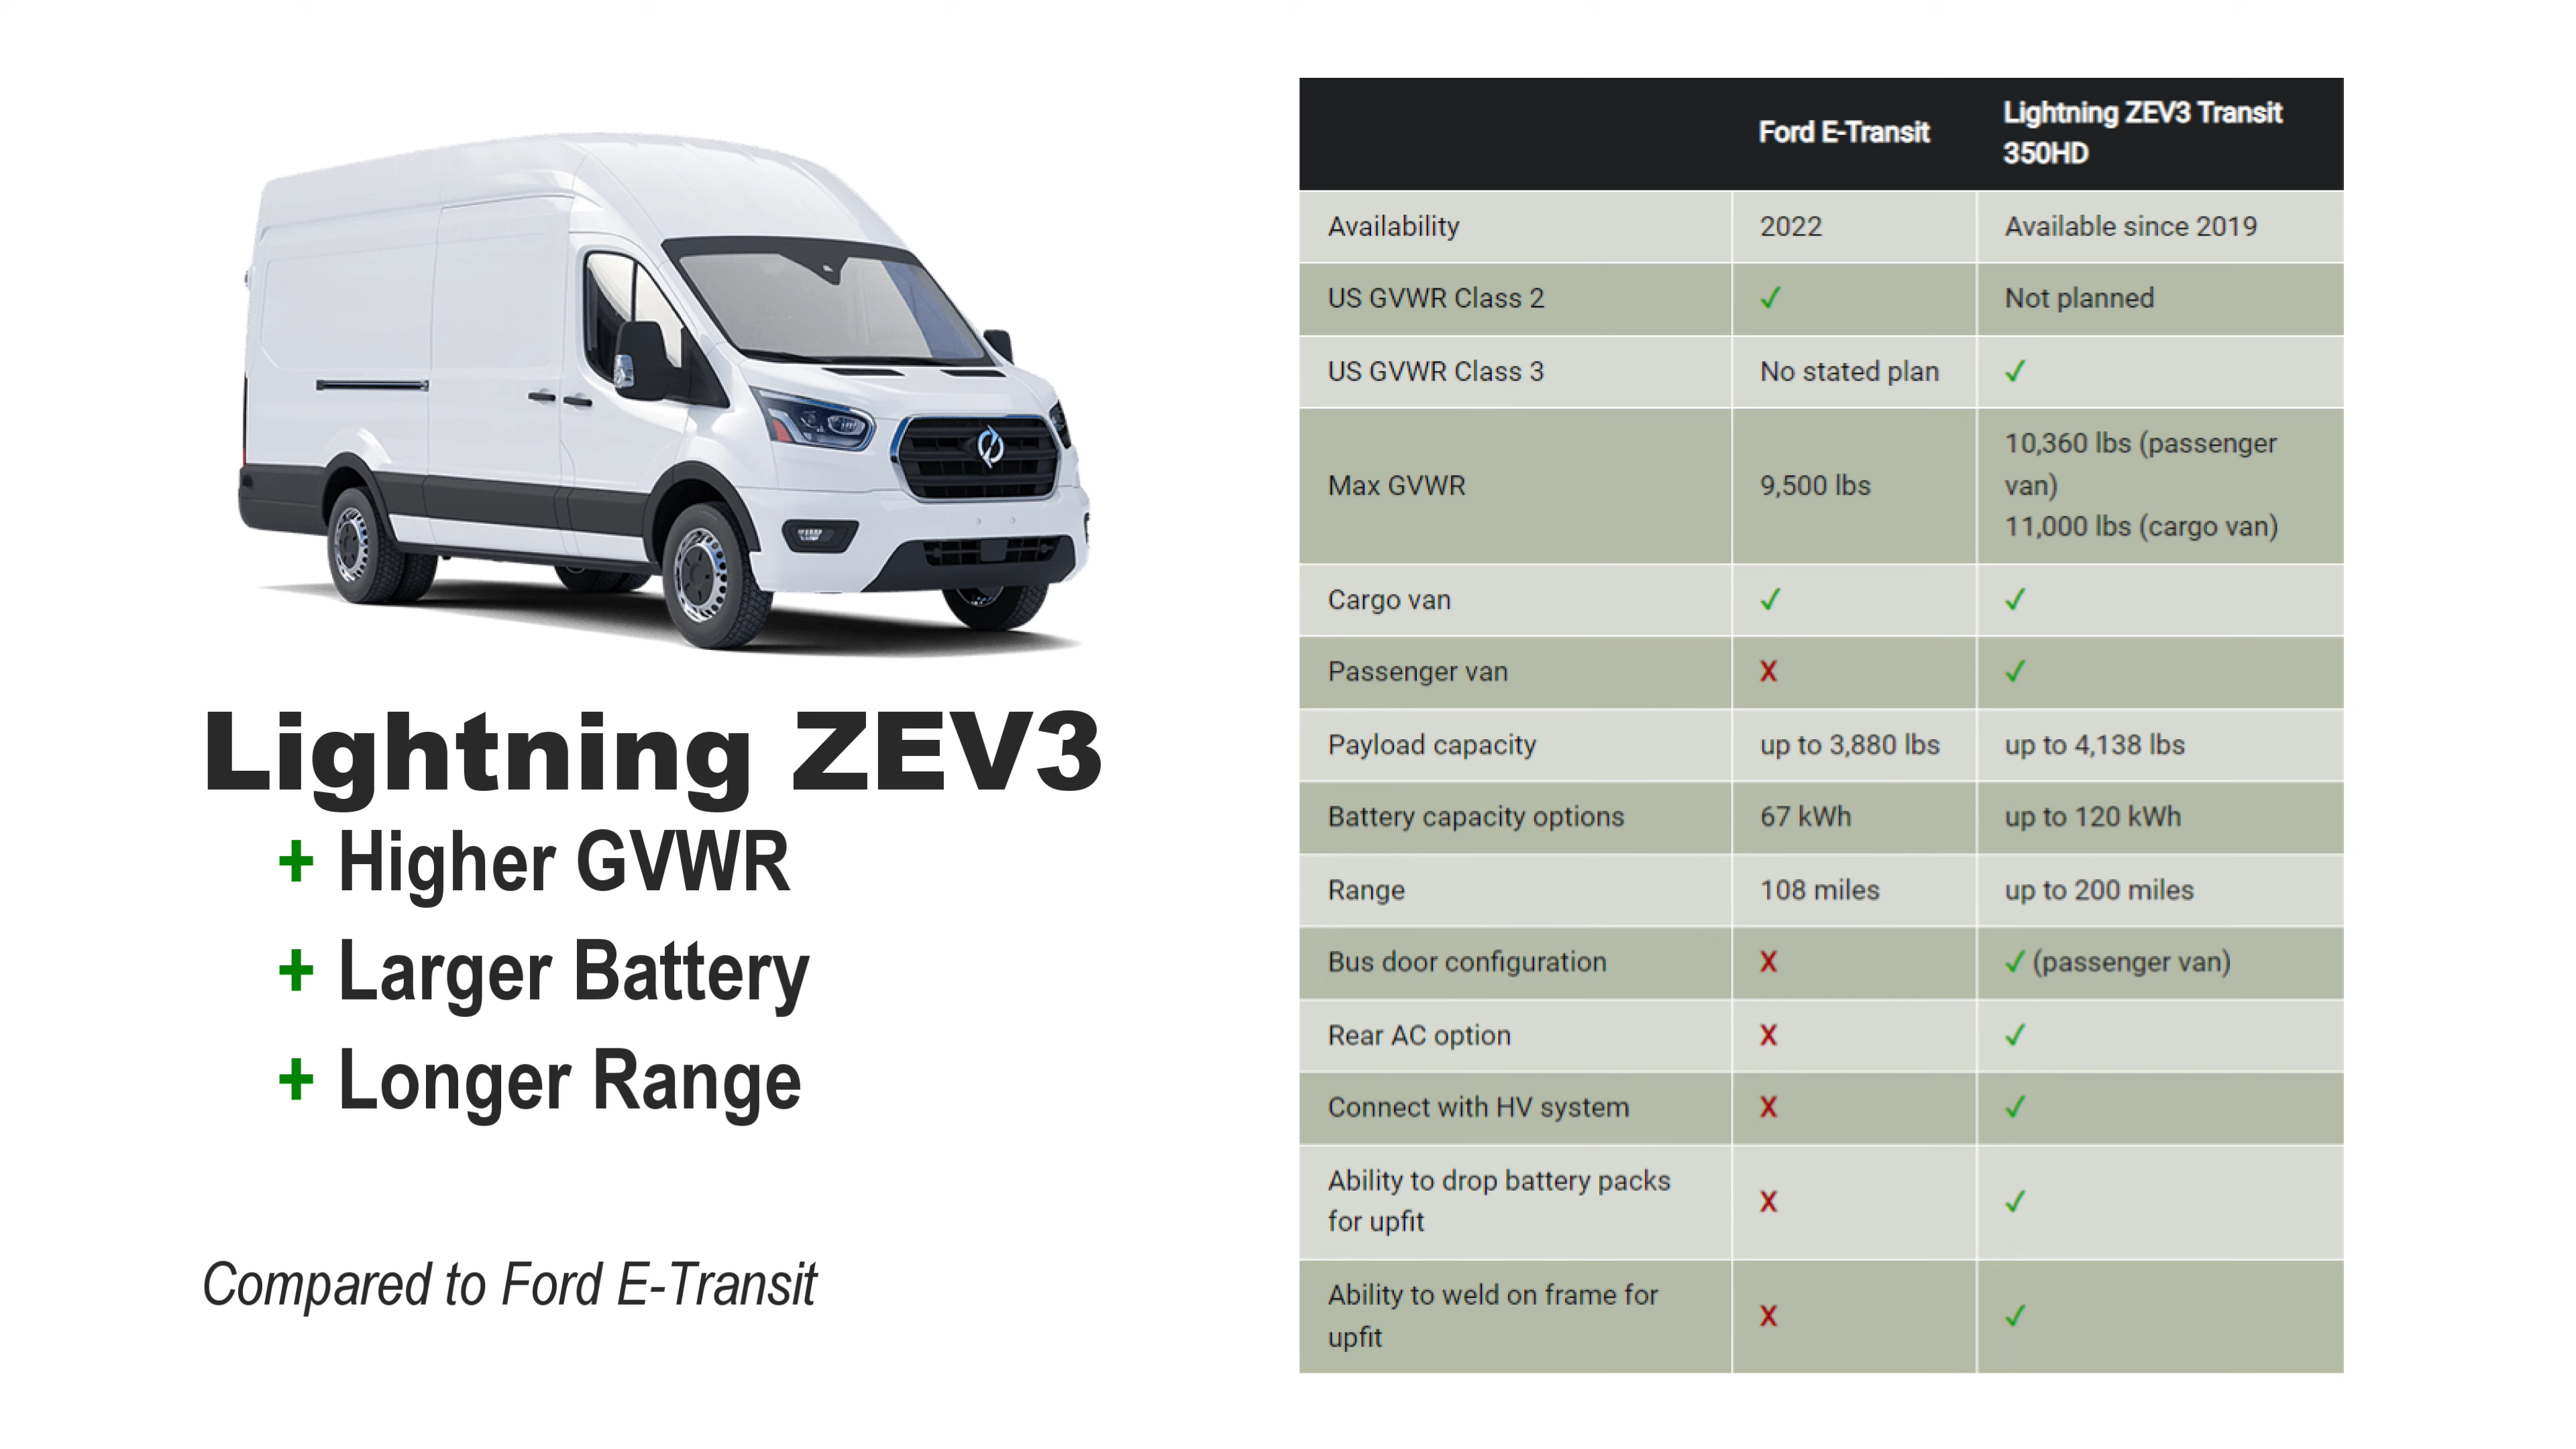 Lightning ZEV3
+ Higher GVWR
+ Larger Battery
+ Longer Range
Compared to Ford E-Transit
Ford E-Transit
Lightning ZEV3 Transit
350HD
Availability
2022
Available since 2019
US GVWR Class 2
✓
Not planned
US GVWR Class 3
No stated plan
✓
Max GVWR
9,500 lbs
10,360 lbs (passenger
van)
11,000 lbs (cargo van)
Cargo van
✓
✓
Passenger van
X
✓
Payload capacity
up to 3,880 lbs
up to 4,138 lbs
Battery capacity options
67 kWh
up to 120 kWh
Range
108 miles
up to 200 miles
Bus door configuration
X
✓ (passenger van)
Rear AC option
X
✓
Connect with HV system
X
✓
Ability to drop battery packs
for upfit
X
✓
Ability to weld on frame for
upfit
X
✓